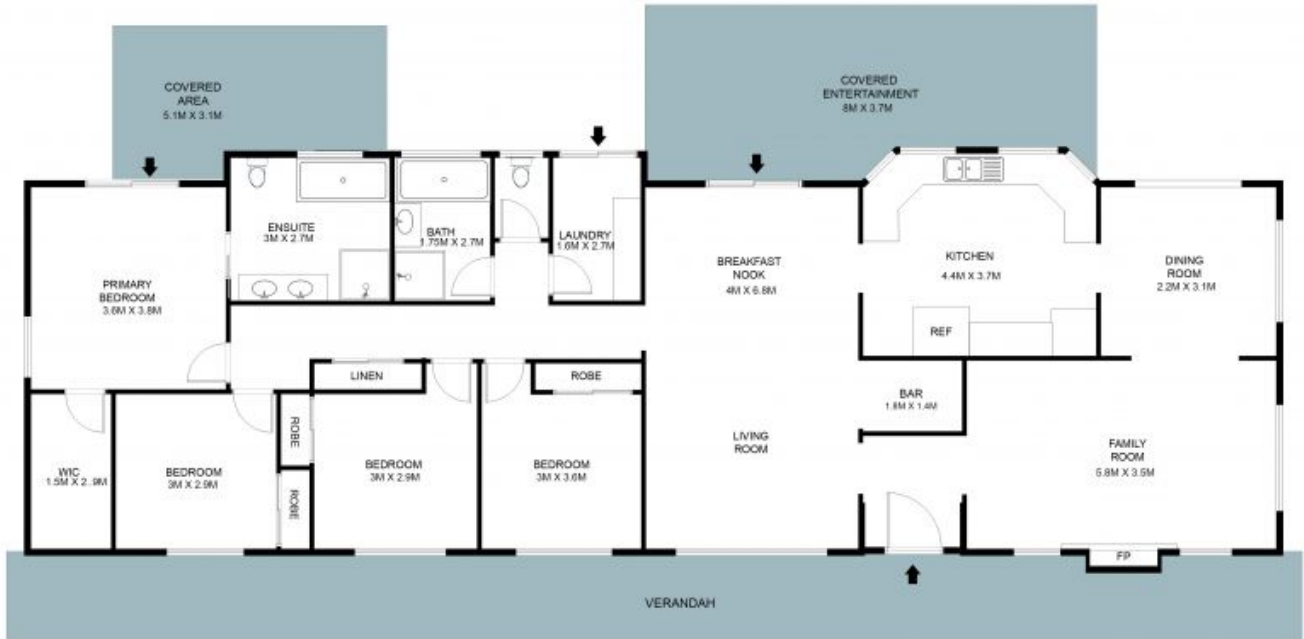 COVERED
AREA
5.1M X 3.1M
COVERED
ENTERTAINMENT
8M X 3.7M
ENSUITE
3M X 2.7M
BATH
1.75M X 2.7M
LAUNDRY
1.6M X 2.7M
PRIMARY
BEDROOM
3.6M X 3.8M
BREAKFAST
NOOK
4M X 6.8M
KITCHEN
4.4M X 3.7M
DINING
ROOM
2.2M X 3.1M
REF
LINEN
ROBE
BAR
1.8M X 1.4M
ROBE
ROBE
WIC
1.5M X 2..9M
BEDROOM
3M X 2.9M
BEDROOM
3M X 2.9M
BEDROOM
3M X 3.6M
LIVING
ROOM
FAMILY
ROOM
5.8M X 3.5M
FP
VERANDAH